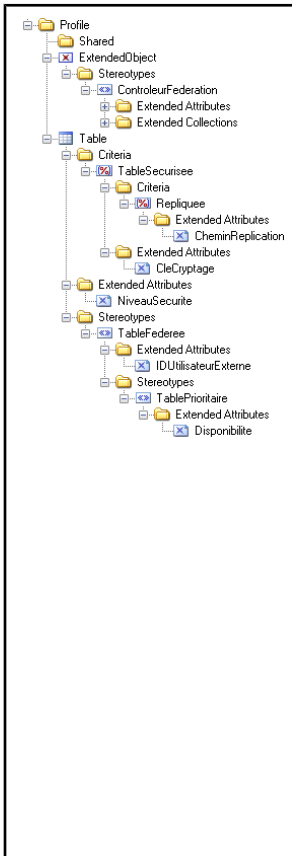 Profile
Shared
ExtendedObject
Stereotypes
ControleurFederation
Extended Attributes
Extended Collections
Table
Criteria
TableSecurisee
Criteria
Repliquee
Extended Attributes
CheminReplication
Extended Attributes
CleCryptage
Extended Attributes
NiveauSecurite
Stereotypes
TableFederee
Extended Attributes
IDUtilisateurExterne
Stereotypes
TablePrioritaire
Extended Attributes
Disponibilite